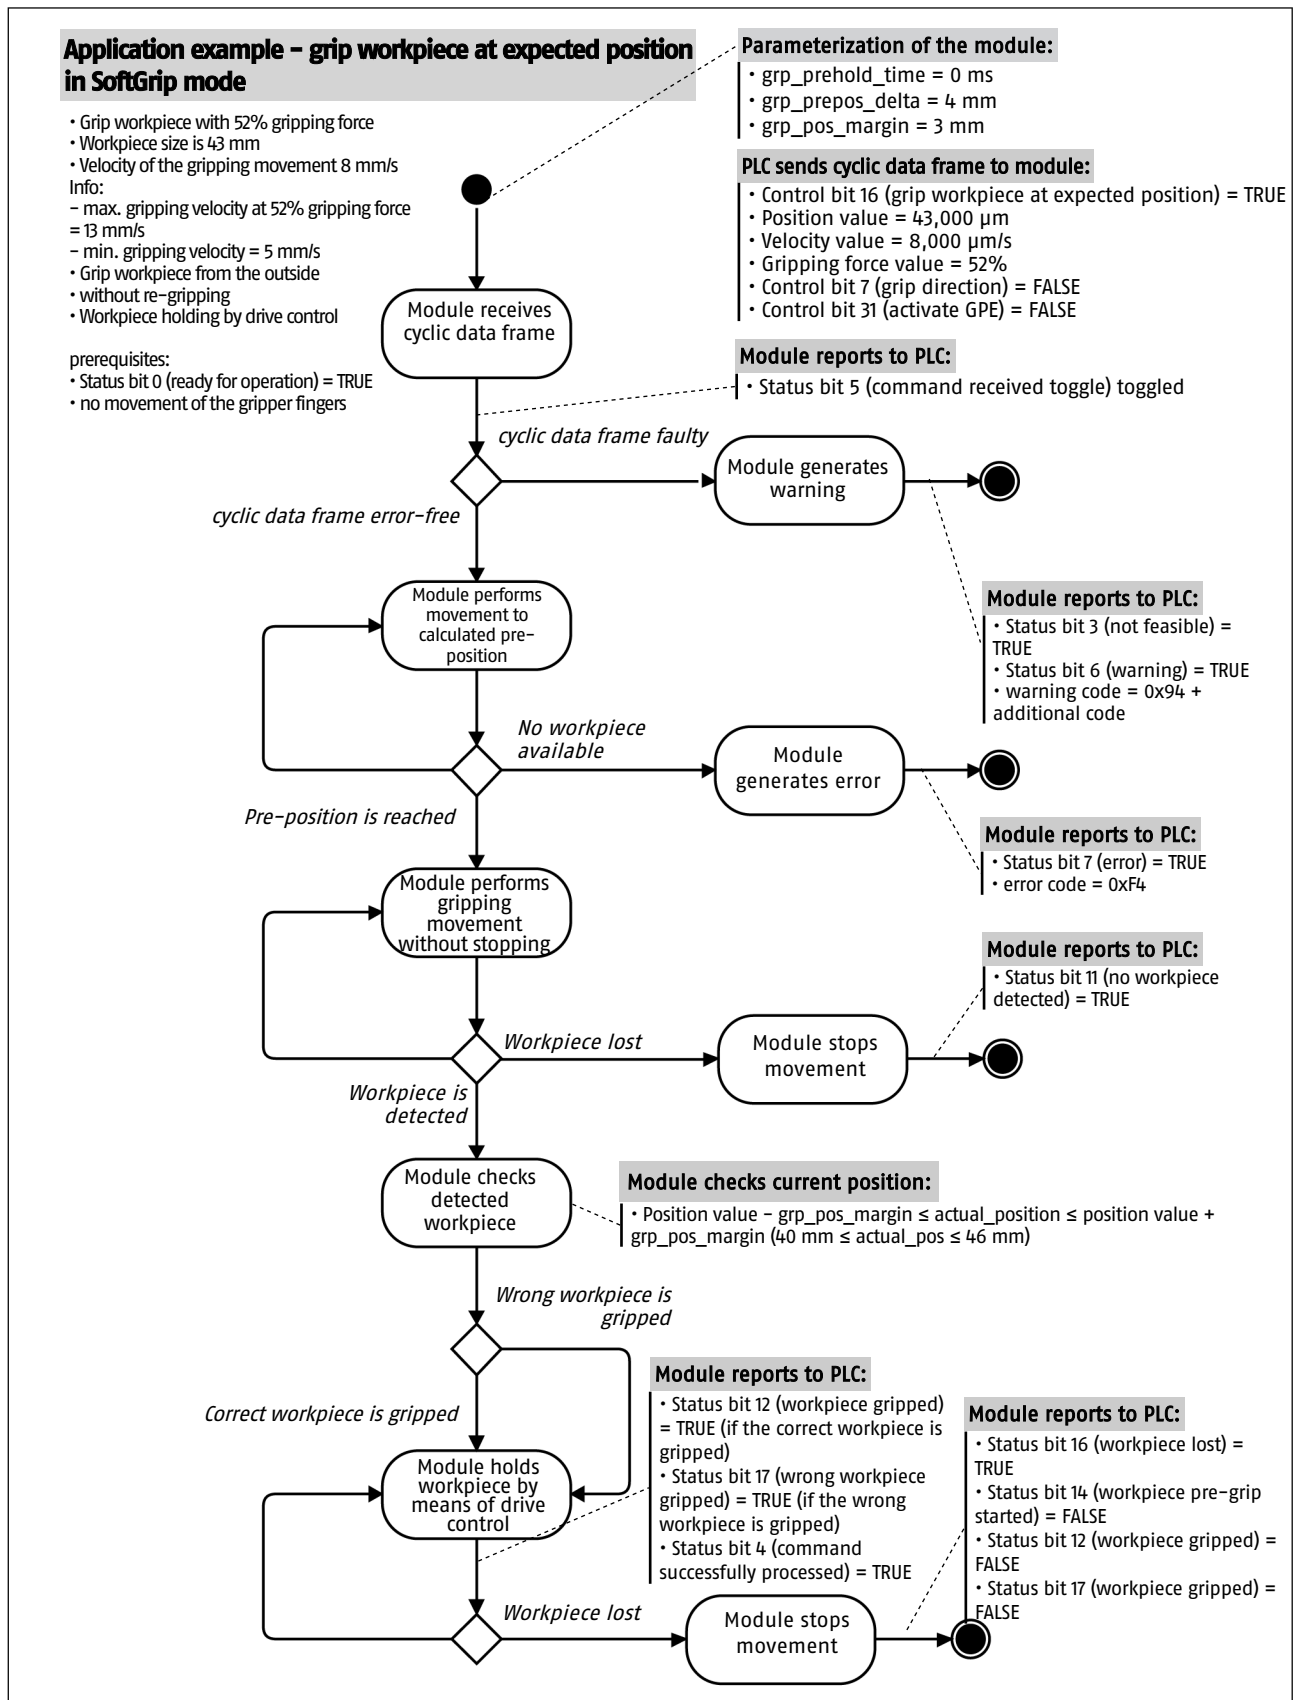 Application example – grip workpiece at expected position
in SoftGrip mode
• Grip workpiece with 52% gripping force
• Workpiece size is 43 mm
• Velocity of the gripping movement 8 mm/s
Info:
– max. gripping velocity at 52% gripping force
= 13 mm/s
– min. gripping velocity = 5 mm/s
• Grip workpiece from the outside
• without re-gripping
• Workpiece holding by drive control
prerequisites:
• Status bit 0 (ready for operation) = TRUE
• no movement of the gripper fingers
Parameterization of the module:
• grp_prehold_time = 0 ms
• grp_prepos_delta = 4 mm
• grp_pos_margin = 3 mm
PLC sends cyclic data frame to module:
• Control bit 16 (grip workpiece at expected position) = TRUE
• Position value = 43,000 µm
• Velocity value = 8,000 µm/s
• Gripping force value = 52%
• Control bit 7 (grip direction) = FALSE
• Control bit 31 (activate GPE) = FALSE
Module receives
cyclic data frame
Module reports to PLC:
• Status bit 5 (command received toggle) toggled
cyclic data frame faulty
Module generates
warning
cyclic data frame error-free
Module reports to PLC:
• Status bit 3 (not feasible) =
TRUE
• Status bit 6 (warning) = TRUE
• warning code = 0x94 +
additional code
Module performs
movement to
calculated pre-
position
No workpiece
available
Module
generates error
Pre-position is reached
Module reports to PLC:
• Status bit 7 (error) = TRUE
• error code = 0xF4
Module performs
gripping
movement
without stopping
Module reports to PLC:
• Status bit 11 (no workpiece
detected) = TRUE
Workpiece lost
Module stops
movement
Workpiece is
detected
Module checks
detected
workpiece
Module checks current position:
• Position value – grp_pos_margin ≤ actual_position ≤ position value +
grp_pos_margin (40 mm ≤ actual_pos ≤ 46 mm)
Wrong workpiece is
gripped
Correct workpiece is gripped
Module holds
workpiece by
means of drive
control
Module reports to PLC:
• Status bit 12 (workpiece gripped)
= TRUE (if the correct workpiece is
gripped)
• Status bit 17 (wrong workpiece
gripped) = TRUE (if the wrong
workpiece is gripped)
• Status bit 4 (command
successfully processed) = TRUE
Module reports to PLC:
• Status bit 16 (workpiece lost) =
TRUE
• Status bit 14 (workpiece pre-grip
started) = FALSE
• Status bit 12 (workpiece gripped) =
FALSE
• Status bit 17 (workpiece gripped) =
FALSE
Workpiece lost
Module stops
movement